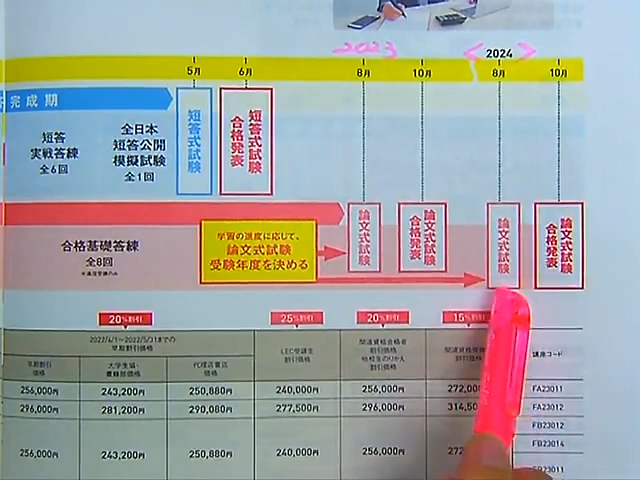 2023
2024
5月 6月 8月 10月 8月 10月
完成期
短答
実戦答練
全6回
全日本
短答公開
模擬試験
全1回
短答式試験
短答式試験
合格発表
合格基礎答練
全8回
学習の進度に応じて、
論文式試験
受験年度を決める
論文式試験
論文式試験
合格発表
論文式試験
論文式試験
合格発表
20%割引 25%割引 20%割引 15%割引
2022/4/1〜2022/5/31までの
早期割引価格
早期割引
価格
大学生協・
書籍部価格
代理店書店
価格
LEC受講生
割引価格
関連資格合格者
割引価格
他校生のりかえ
割引価格
講座コード
256,000円 243,200円 250,880円 240,000円 256,000円 272,00 FA23011
296,000円 281,200円 290,080円 277,500円 296,000円 314,50 FA23012
FB23012
FB23014
256,000円 243,200円 250,880円 240,000円 256,000円 272